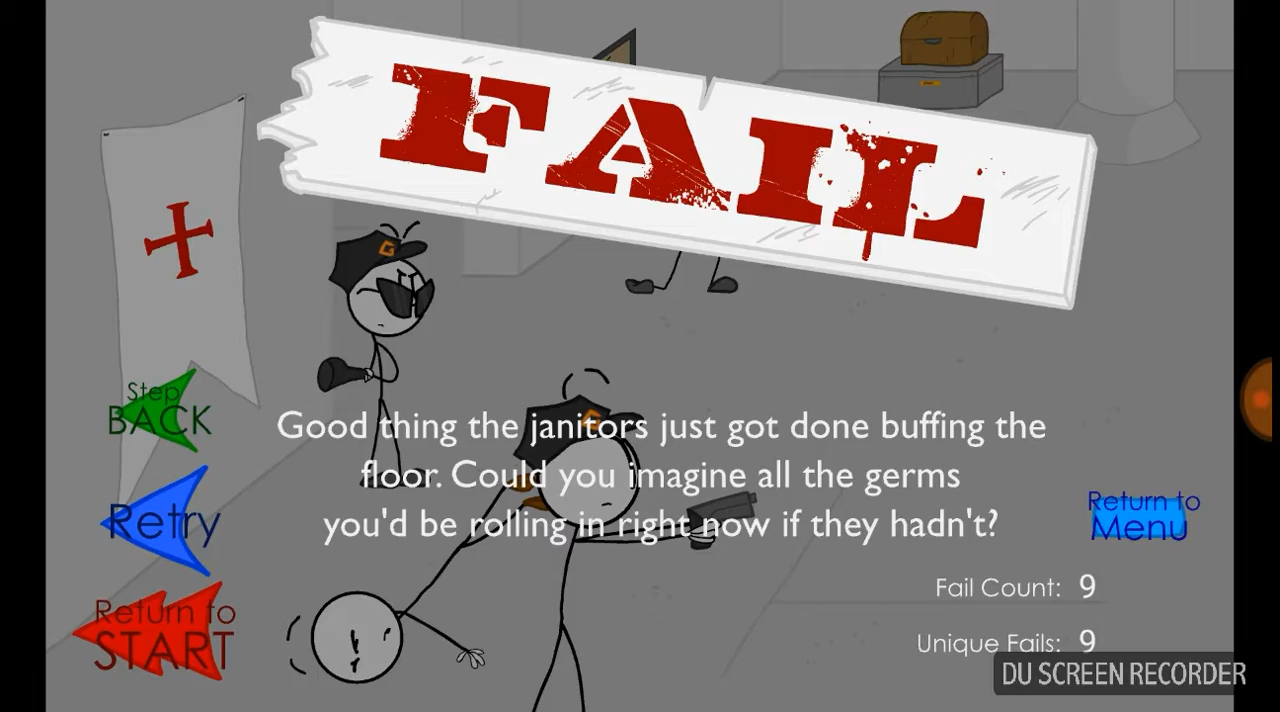 FAIL
G
G
Good thing the janitors just got done buffing the
floor. Could you imagine all the germs
you'd be rolling in right now if they hadn't?
Step
BACK
Retry
Return to
START
Return to
Menu
Fail Count: 9
Unique Fails: 9
DU SCREEN RECORDER